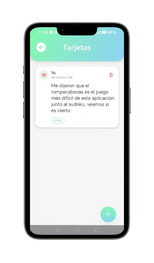 Tarjetas
Yo
Me dijeron que el
rompecabezas es el juego
más difícil de esta aplicación
junto al sudoku, veamos si
es cierto